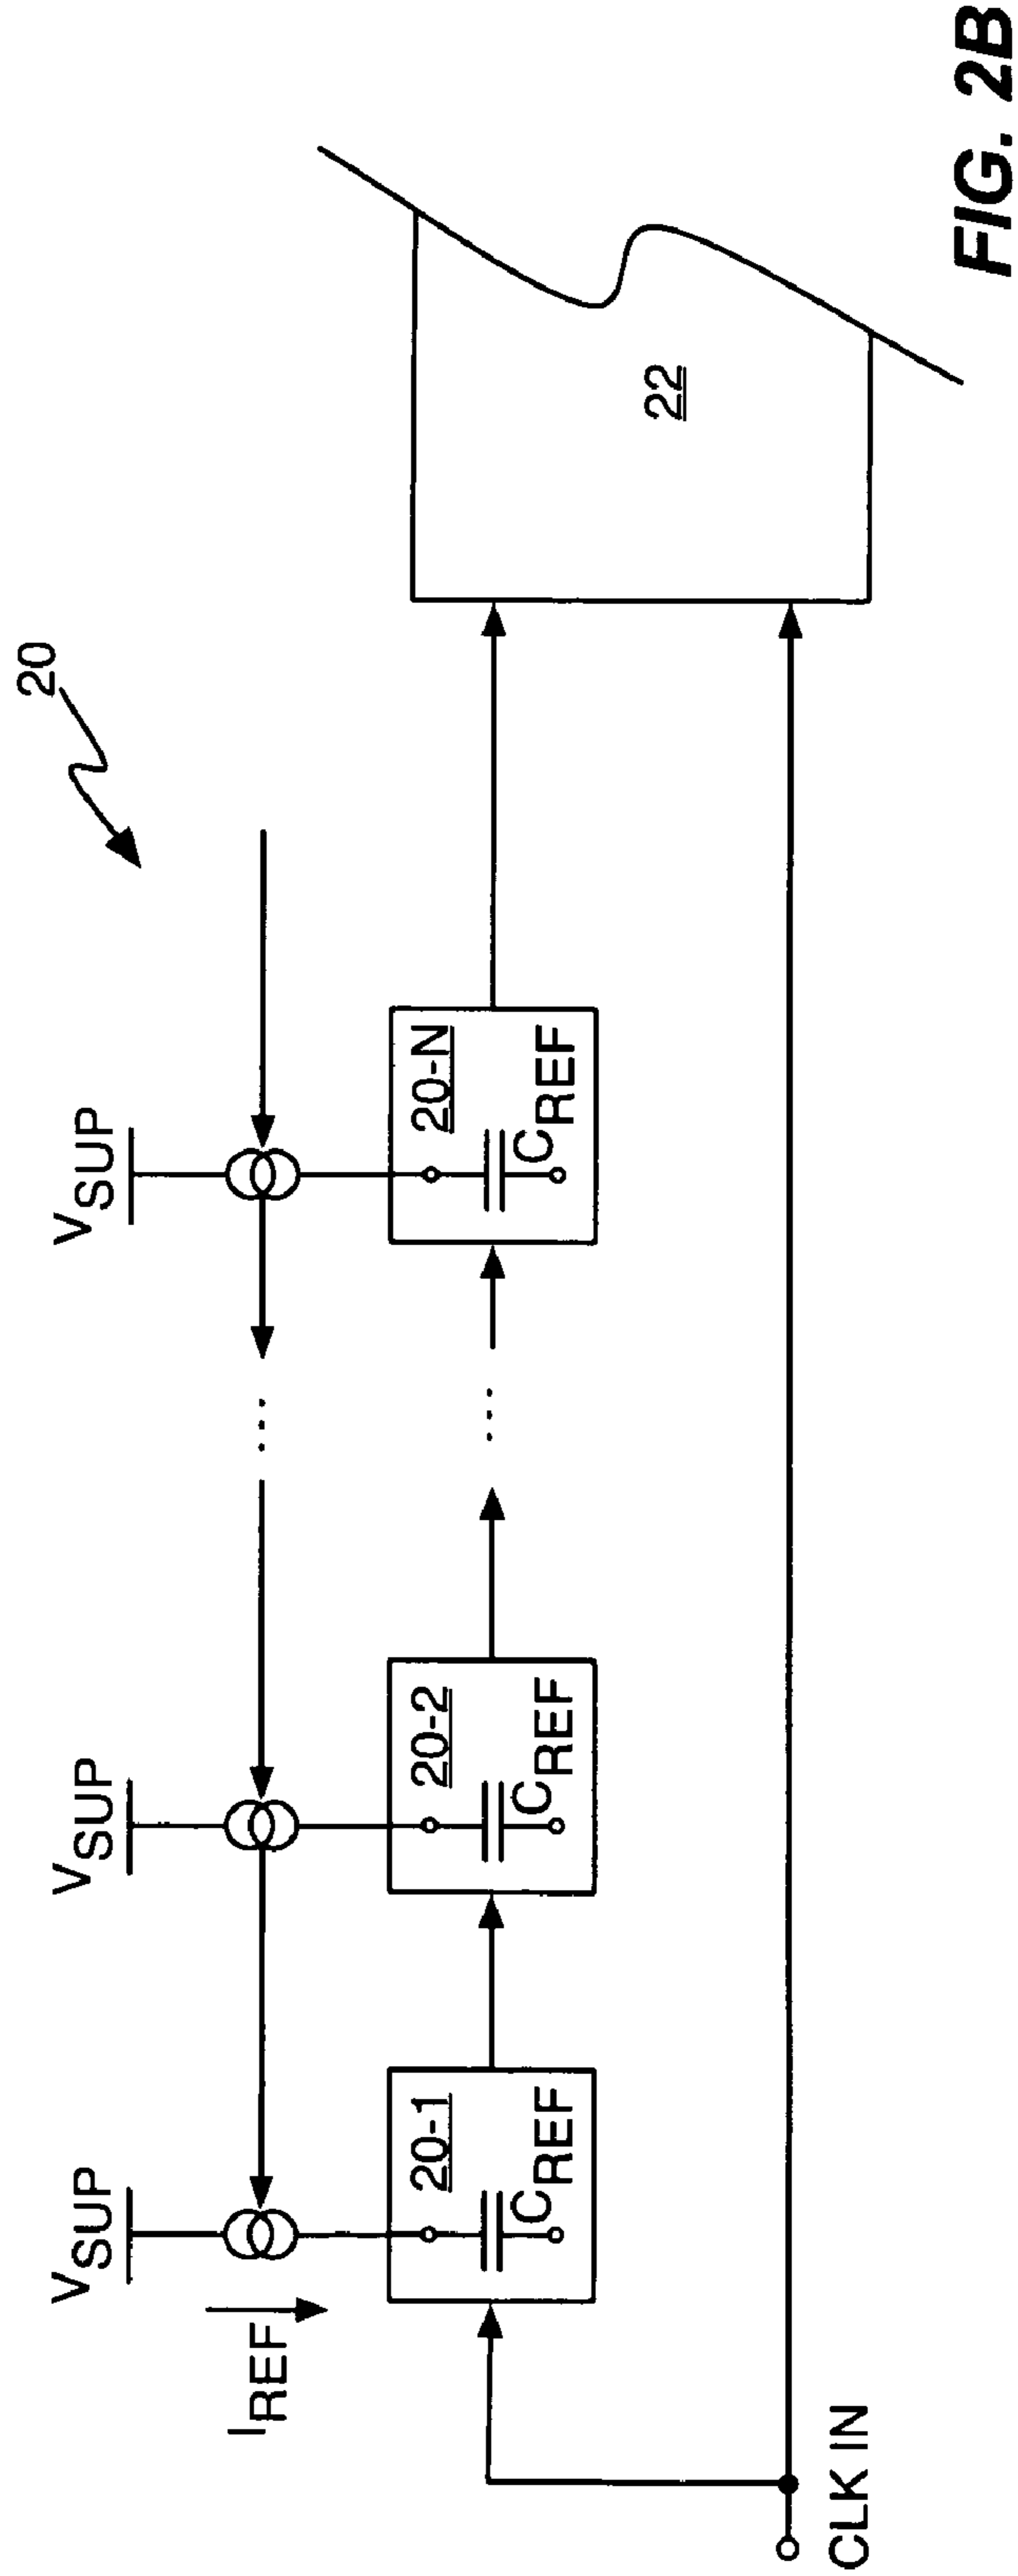 20
V_SUP
V_SUP
V_SUP
I_REF
20-1
C_REF
20-2
C_REF
20-N
C_REF
22
CLK IN
FIG. 2B